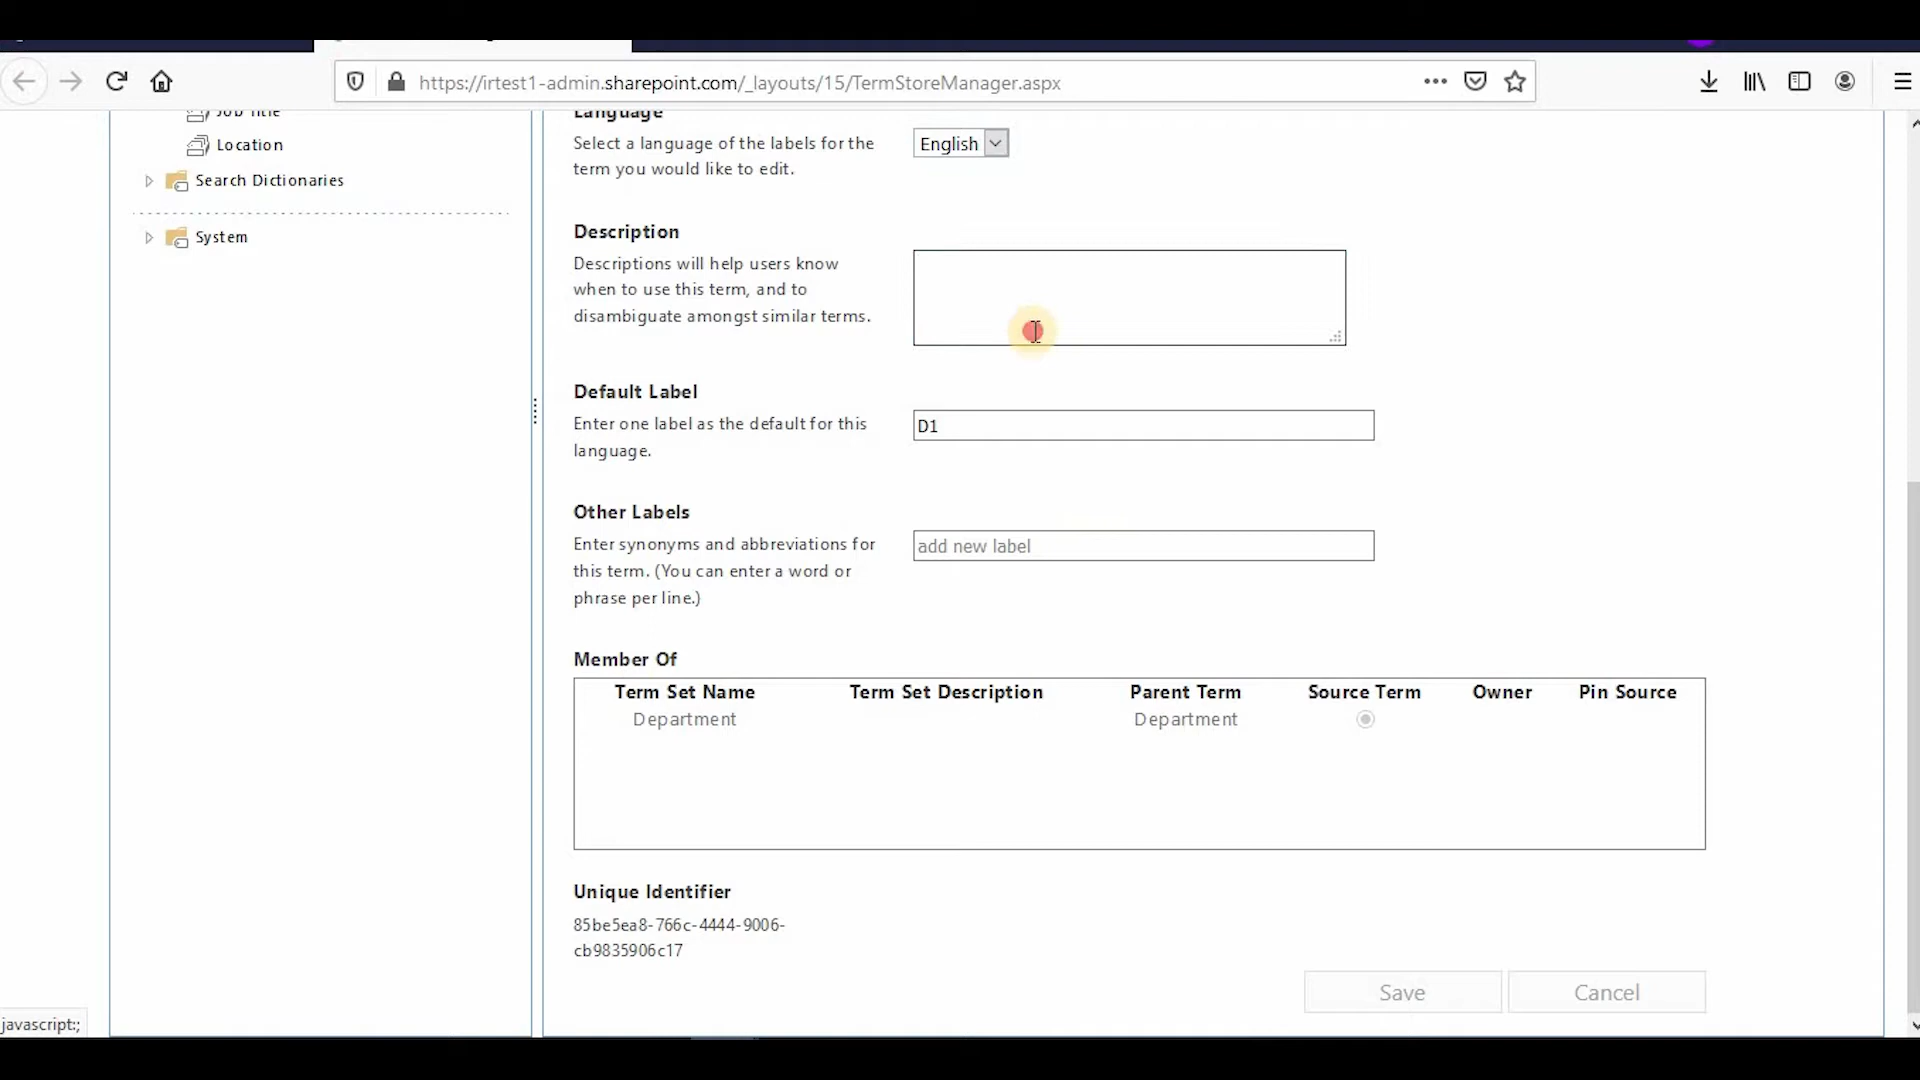 https://irtest1-admin.sharepoint.com/_layouts/15/TermStoreManager.aspx
Job Title
Location
Search Dictionaries
System
Language
Select a language of the labels for the
term you would like to edit.
English
Description
Descriptions will help users know
when to use this term, and to
disambiguate amongst similar terms.
Default Label
Enter one label as the default for this
language.
D1
Other Labels
Enter synonyms and abbreviations for
this term. (You can enter a word or
phrase per line.)
add new label
Member Of
Term Set Name Term Set Description Parent Term Source Term Owner Pin Source
Department Department
Unique Identifier
85be5ea8-766c-4444-9006-
cb9835906c17
Save Cancel
javascript:;